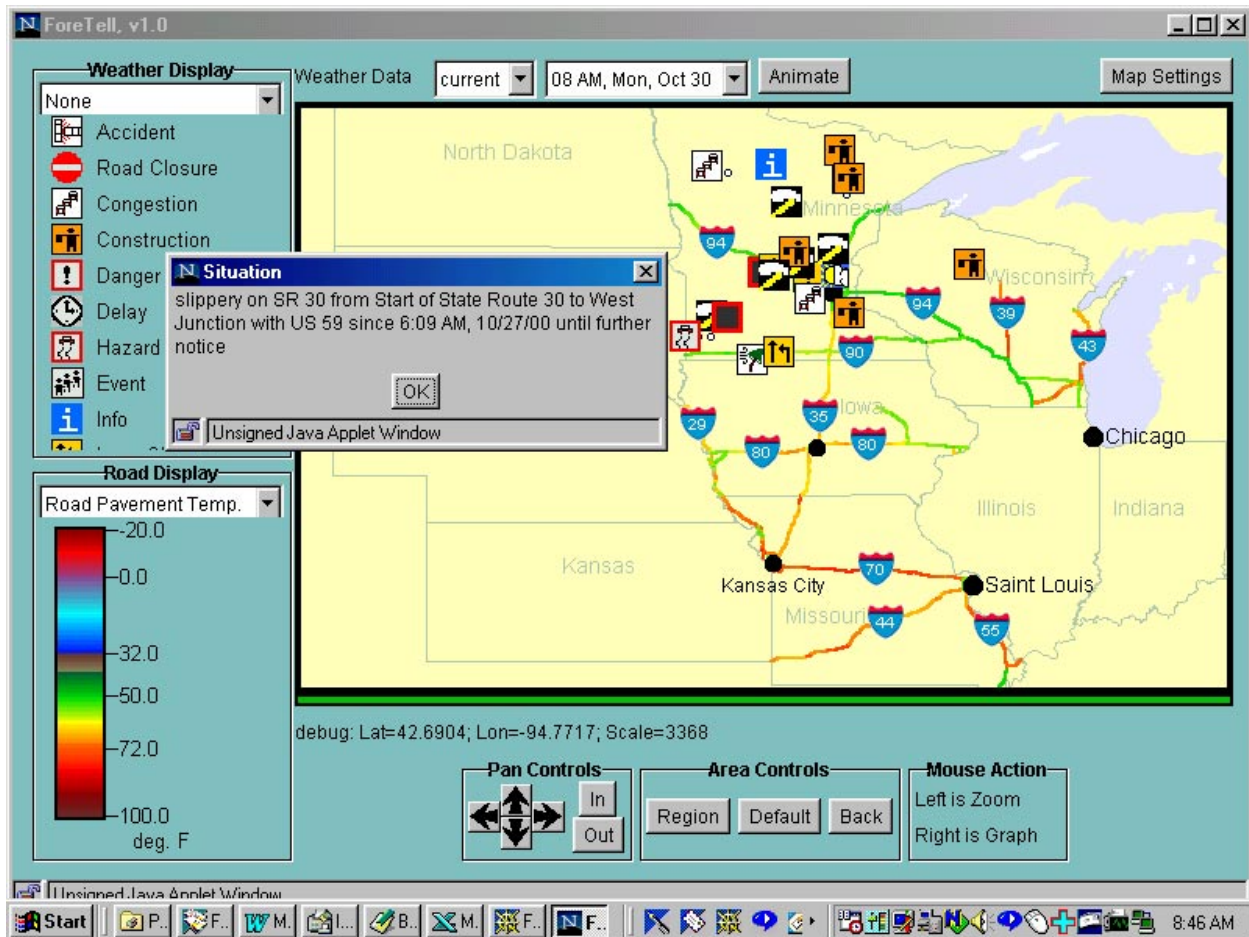 ForeTell, v1.0
Weather Display
None
Accident
Road Closure
Congestion
Construction
Danger
Delay
Hazard
Event
Info
Weather Data current 08 AM, Mon, Oct 30 Animate Map Settings
North Dakota
Minnesota
Wisconsin
94
94
39
43
90
Iowa
35
29
80
80
Chicago
Illinois
Indiana
Kansas
Kansas City
70
Saint Louis
Missouri
44
55
Situation
slippery on SR 30 from Start of State Route 30 to West
Junction with US 59 since 6:09 AM, 10/27/00 until further
notice
OK
Unsigned Java Applet Window
Road Display
Road Pavement Temp.
-20.0
0.0
32.0
50.0
72.0
100.0
deg. F
debug: Lat=42.6904; Lon=-94.7717; Scale=3368
Pan Controls
In
Out
Area Controls
Region Default Back
Mouse Action
Left is Zoom
Right is Graph
Unsigned Java Applet Window
Start P.. F.. M. I... B.. M. F.. F.. 8:46 AM